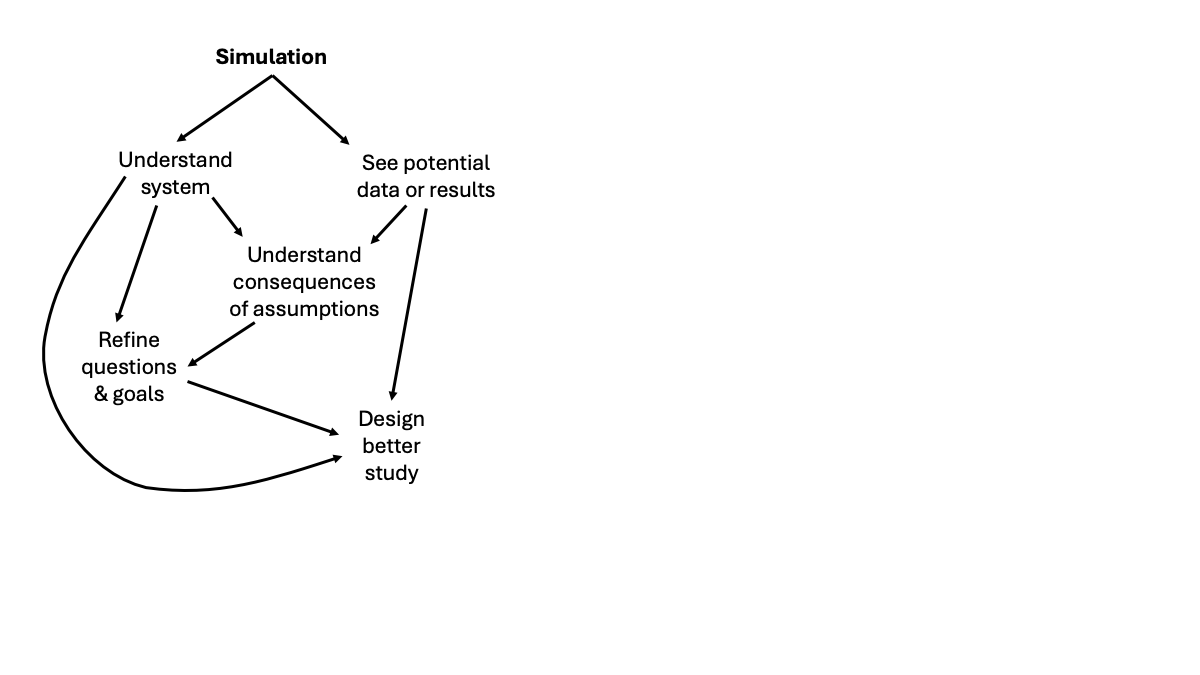 Simulation
Understand
system
See potential
data or results
Understand
consequences
of assumptions
Refine
questions
& goals
Design
better
study